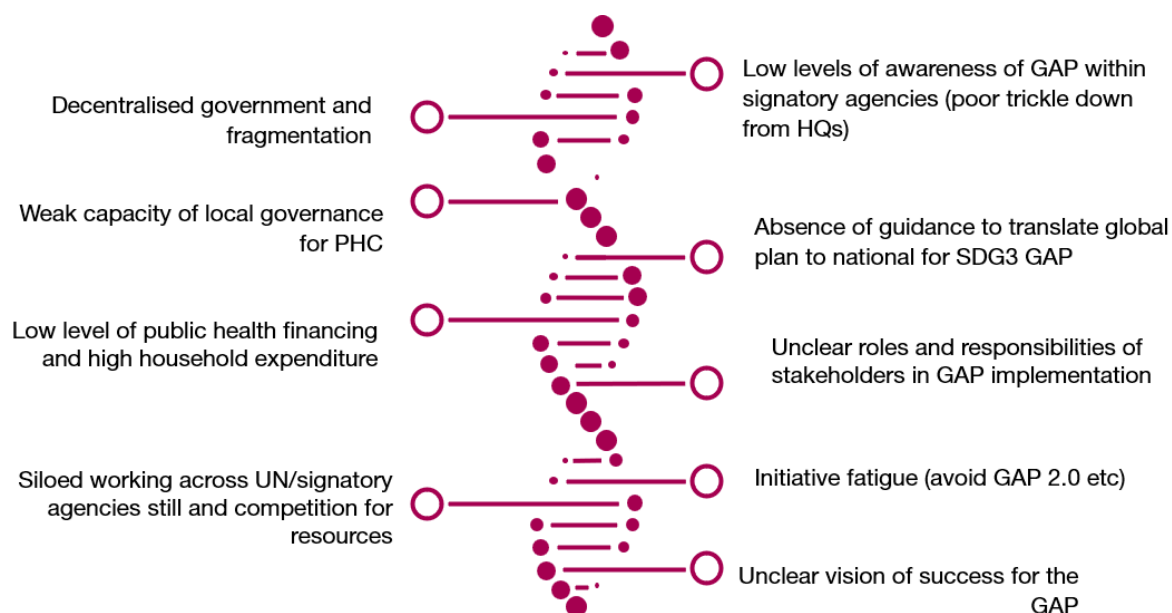 Low levels of awareness of GAP within
signatory agencies (poor trickle down
from HQs)
Decentralised government and
fragmentation
Weak capacity of local governance
for PHC
Absence of guidance to translate global
plan to national for SDG3 GAP
Low level of public health financing
and high household expenditure
Unclear roles and responsibilities of
stakeholders in GAP implementation
Siloed working across UN/signatory
agencies still and competition for
resources
Initiative fatigue (avoid GAP 2.0 etc)
Unclear vision of success for the
GAP